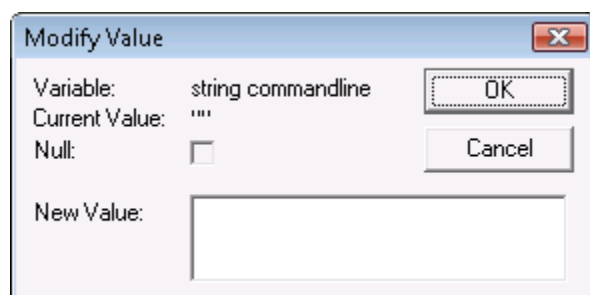 Modify Value
Variable: string commandline OK
Current Value: ""
Null: Cancel
New Value: